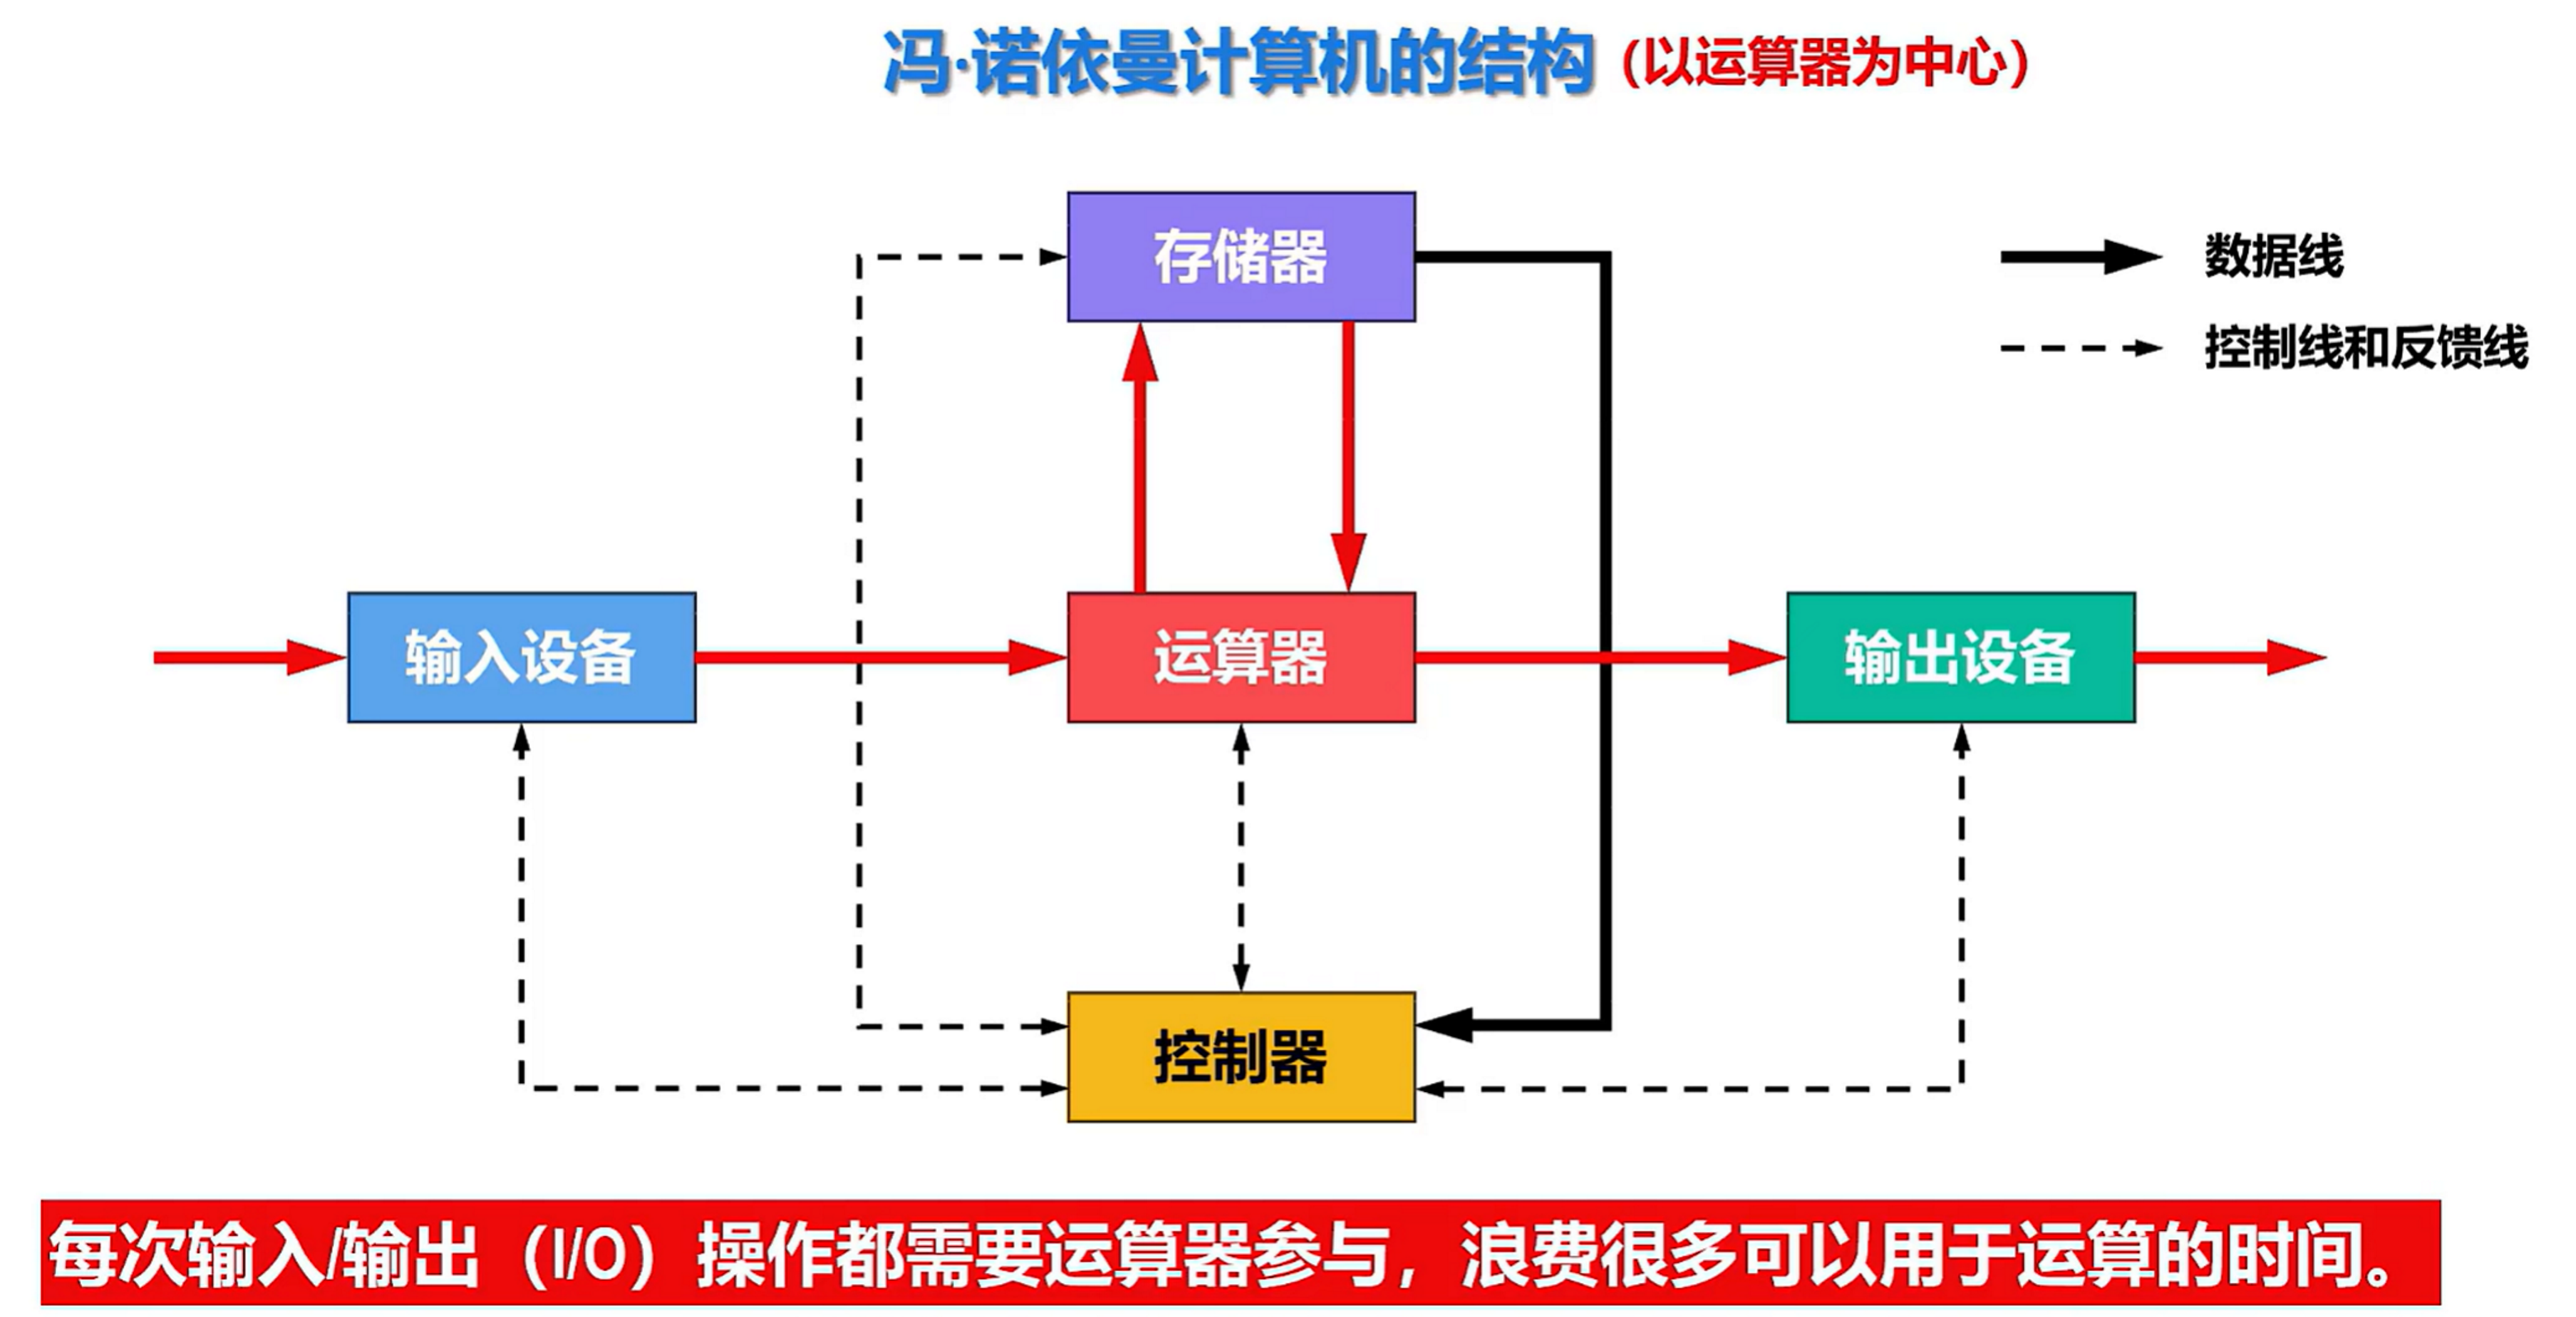 冯·诺依曼计算机的结构（以运算器为中心）
存储器
数据线
控制线和反馈线
输入设备
运算器
输出设备
控制器
每次输入/输出（I/O）操作都需要运算器参与，浪费很多可以用于运算的时间。